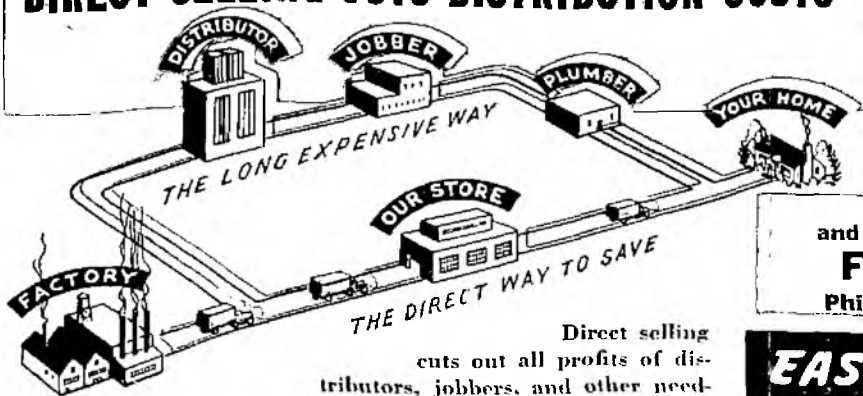 DIRECT SELLING CUTS DISTRIBUTION COSTS
DISTRIBUTOR
JOBBER
PLUMBER
YOUR HOME
THE LONG EXPENSIVE WAY
OUR STORE
FACTORY
THE DIRECT WAY TO SAVE
Direct selling
cuts out all profits of dis-
tributors, jobbers, and other need-
and
F
Phi
EAS